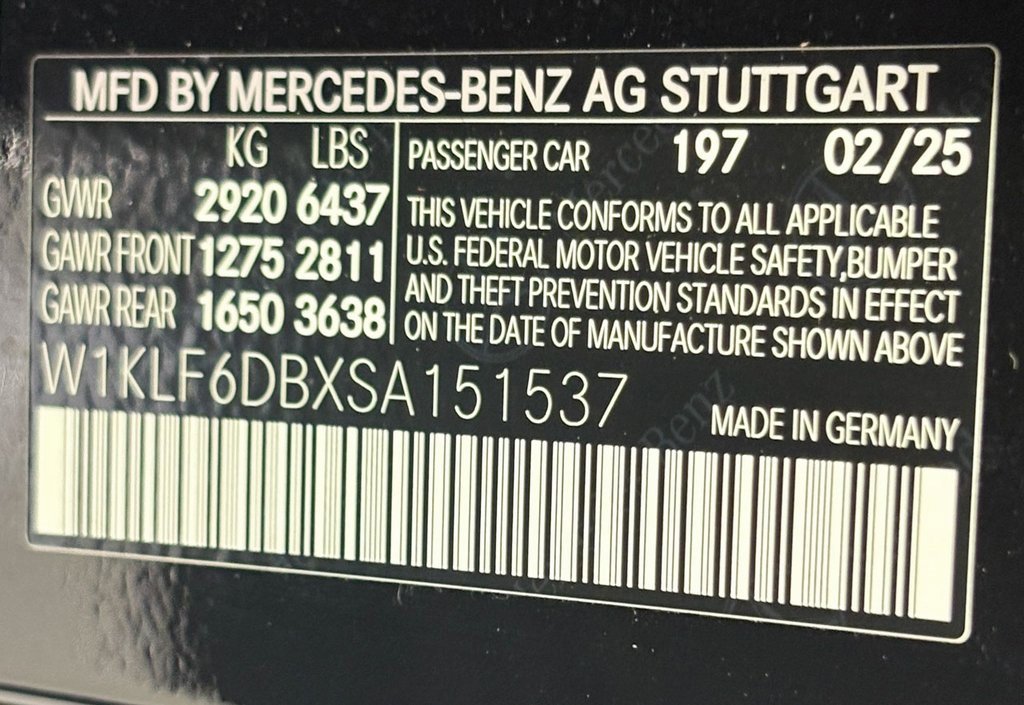 MFD BY MERCEDES-BENZ AG STUTTGART
KG LBS
GVWR 2920 6437
GAWR FRONT 1275 2811
GAWR REAR 1650 3638
PASSENGER CAR 197 02/25
THIS VEHICLE CONFORMS TO ALL APPLICABLE
U.S. FEDERAL MOTOR VEHICLE SAFETY,BUMPER
AND THEFT PREVENTION STANDARDS IN EFFECT
ON THE DATE OF MANUFACTURE SHOWN ABOVE
W1KLF6DBXSA151537
MADE IN GERMANY